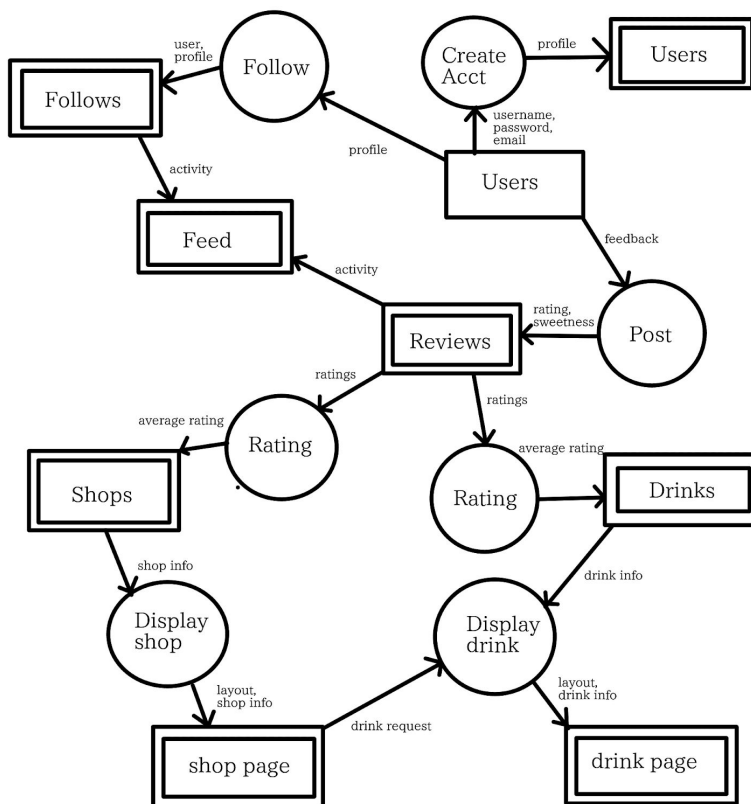 user,
profile
Follow
Create
Acct
profile
Users
Follows
username,
password,
email
profile
activity
Users
Feed
feedback
activity
rating,
sweetness
Post
Reviews
ratings
ratings
average rating
Rating
average rating
Shops
Rating
Drinks
shop info
drink info
Display
shop
Display
drink
layout,
shop info
layout,
drink info
drink request
shop page
drink page